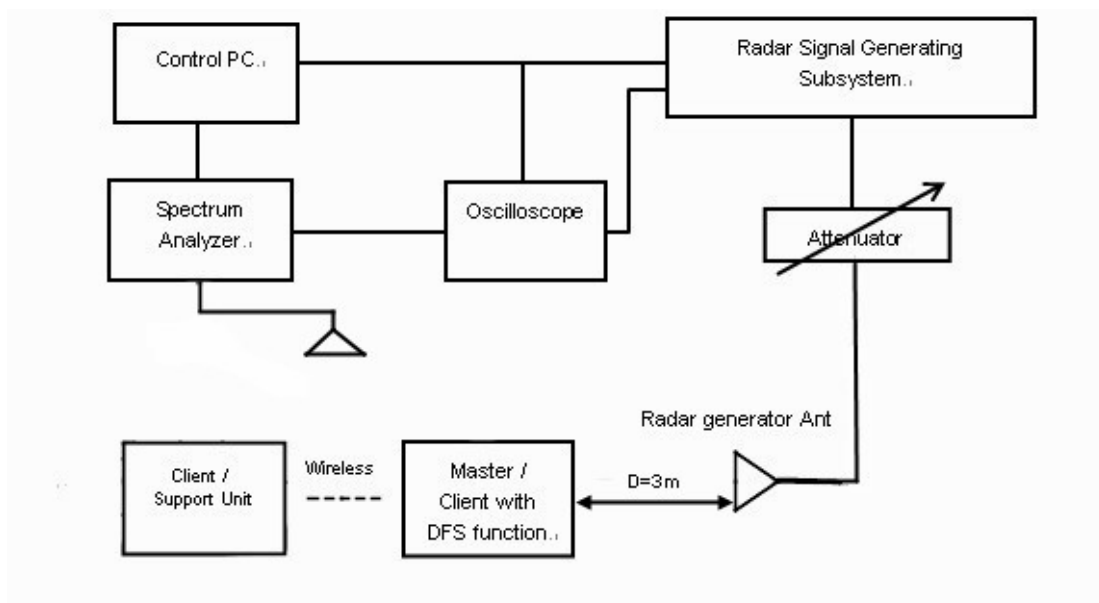 Control PC.
Radar Signal Generating
Subsystem.
Spectrum
Analyzer.
Oscilloscope
Attenuator
Radar generator Ant
Client /
Support Unit
Wireless
Master /
Client with
DFS function.
D=3m